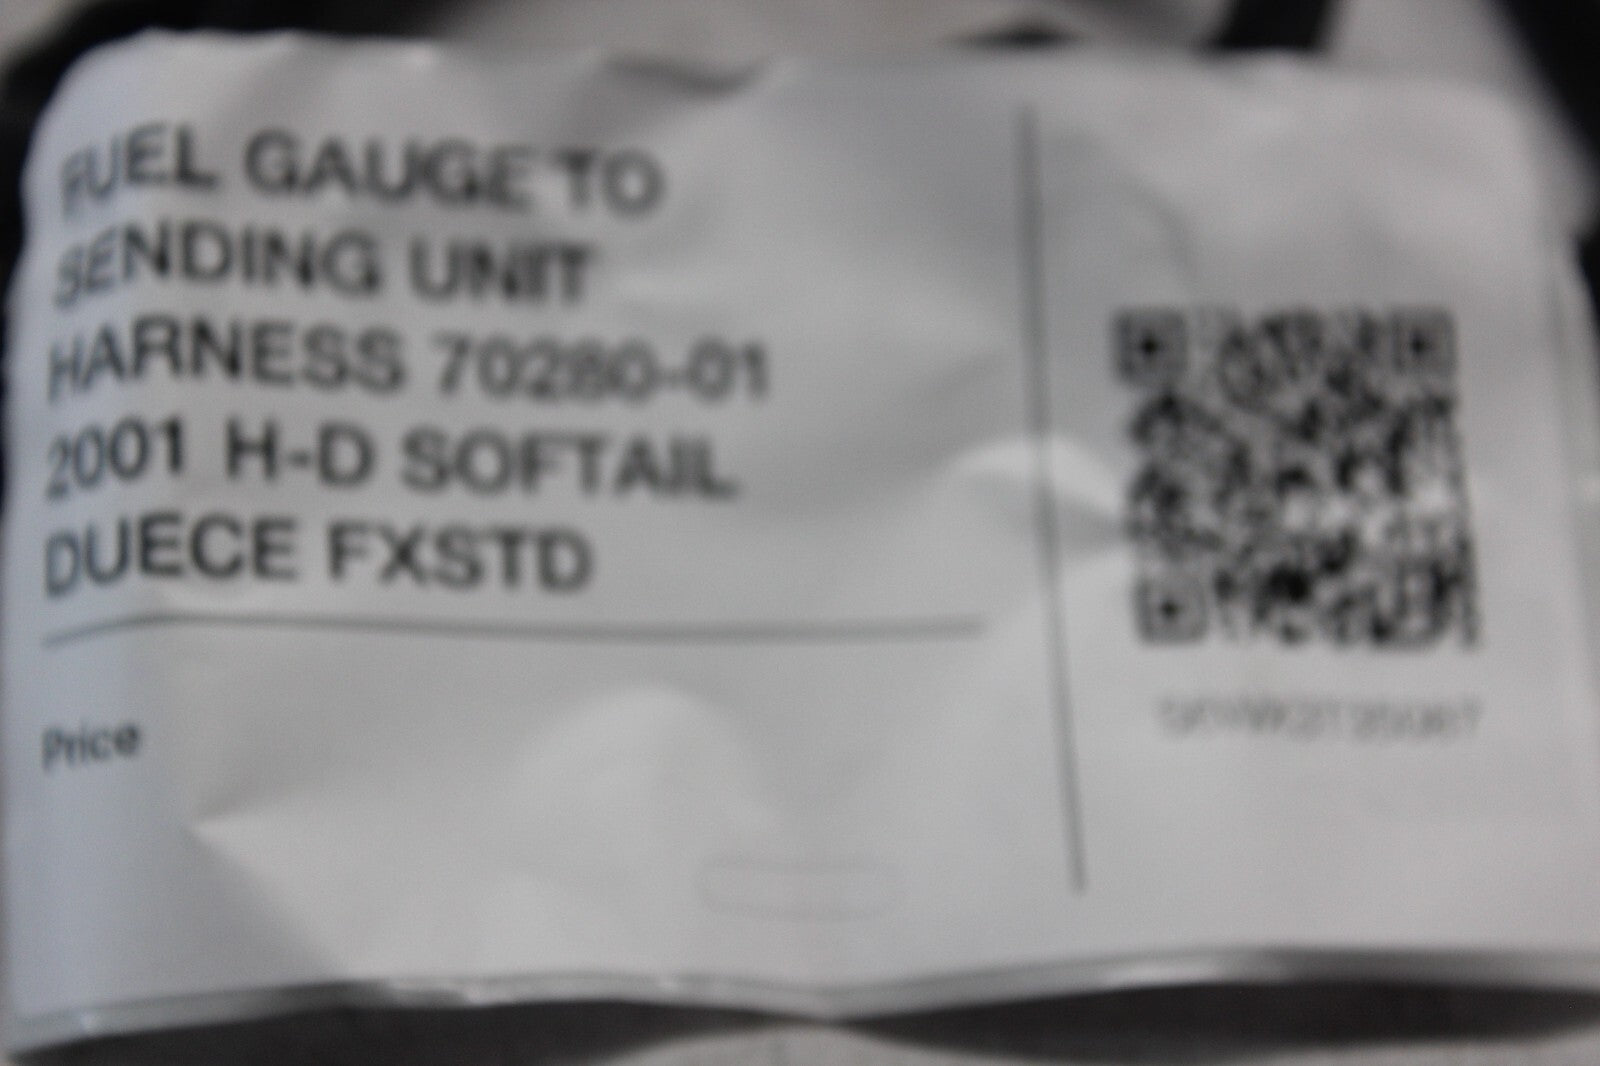 FUEL GAUGE TO
SENDING UNIT
HARNESS 70280-01
2001 H-D SOFTAIL
DUECE FXSTD
Price